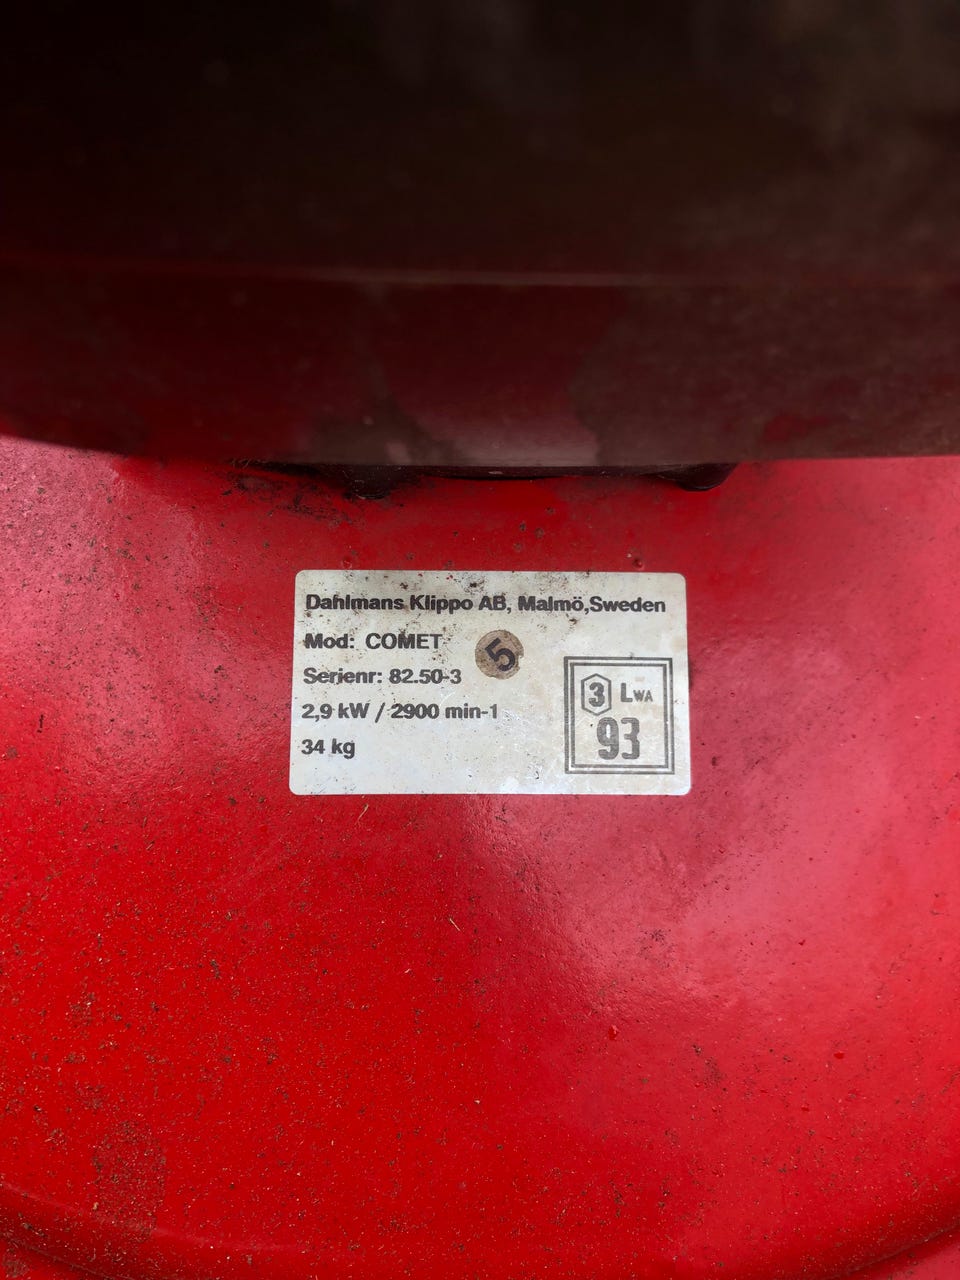 Dahlmans Klippo AB, Malmö,Sweden
Mod: COMET
5
Serienr: 82.50-3
2,9 kW / 2900 min-1
34 kg
3 LWA
93